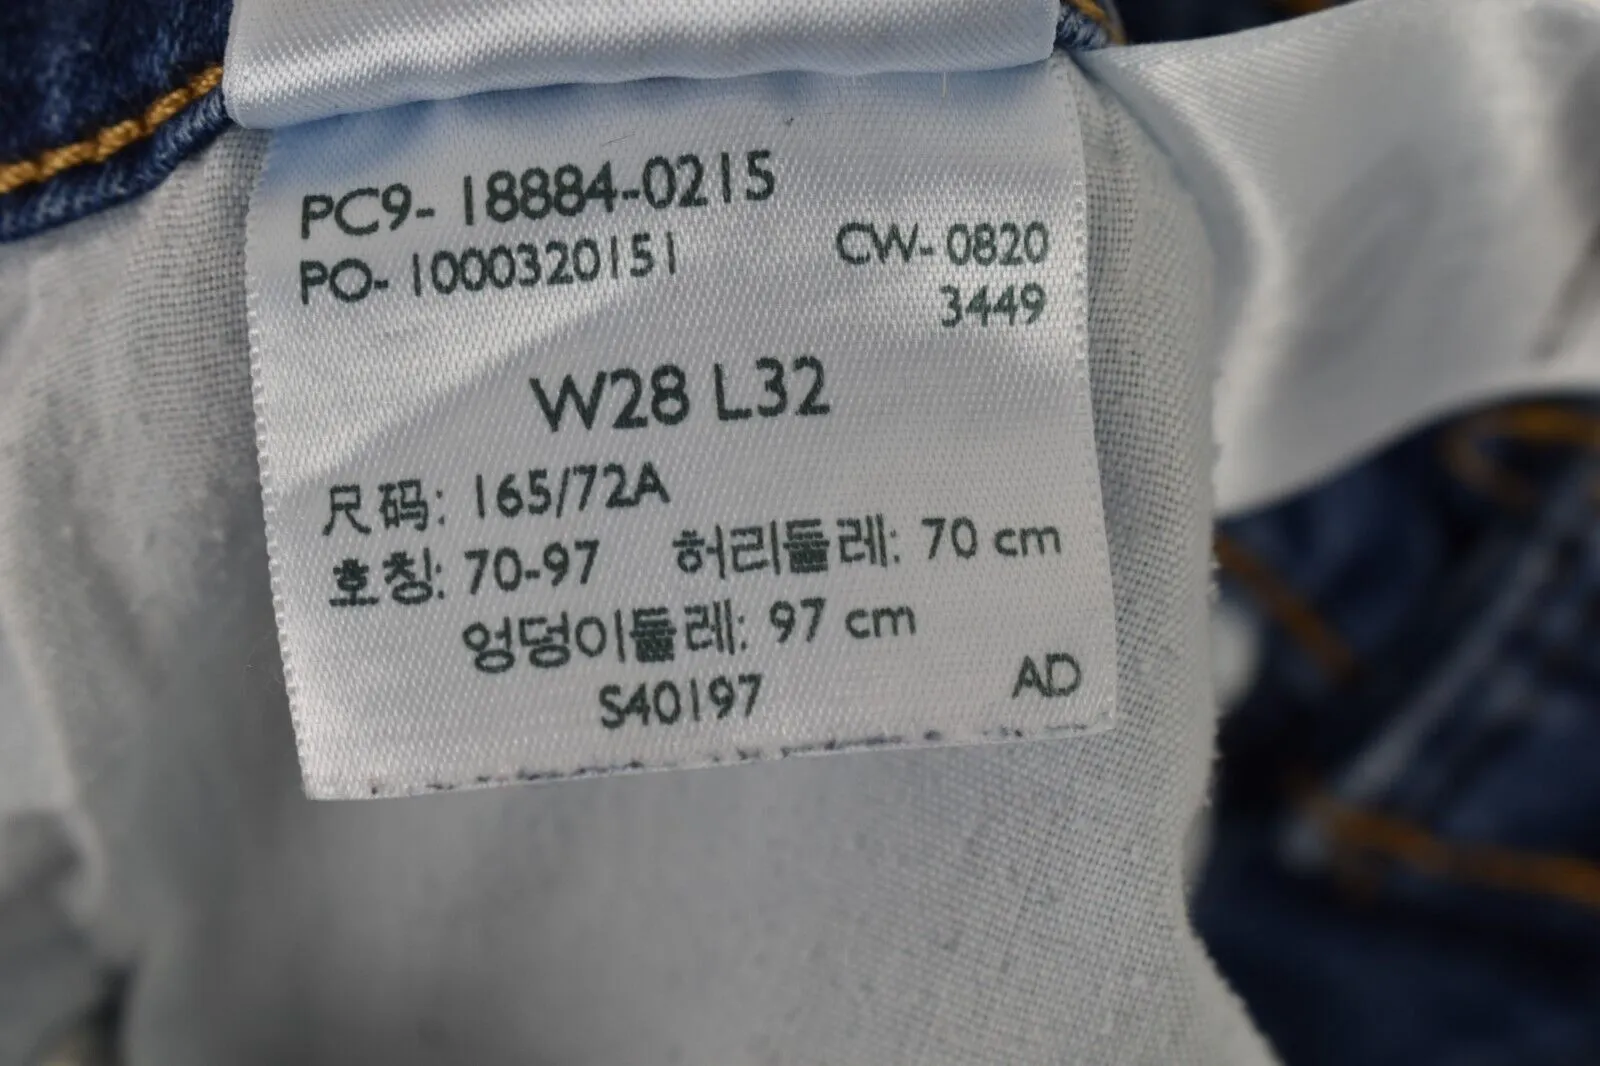 PC9-18884-0215
PO-1000320151 CW-0820
3449
W28 L32
尺码: 165/72A
호칭: 70-97 허리둘레: 70 cm
엉덩이둘레: 97 cm
S40197 AD